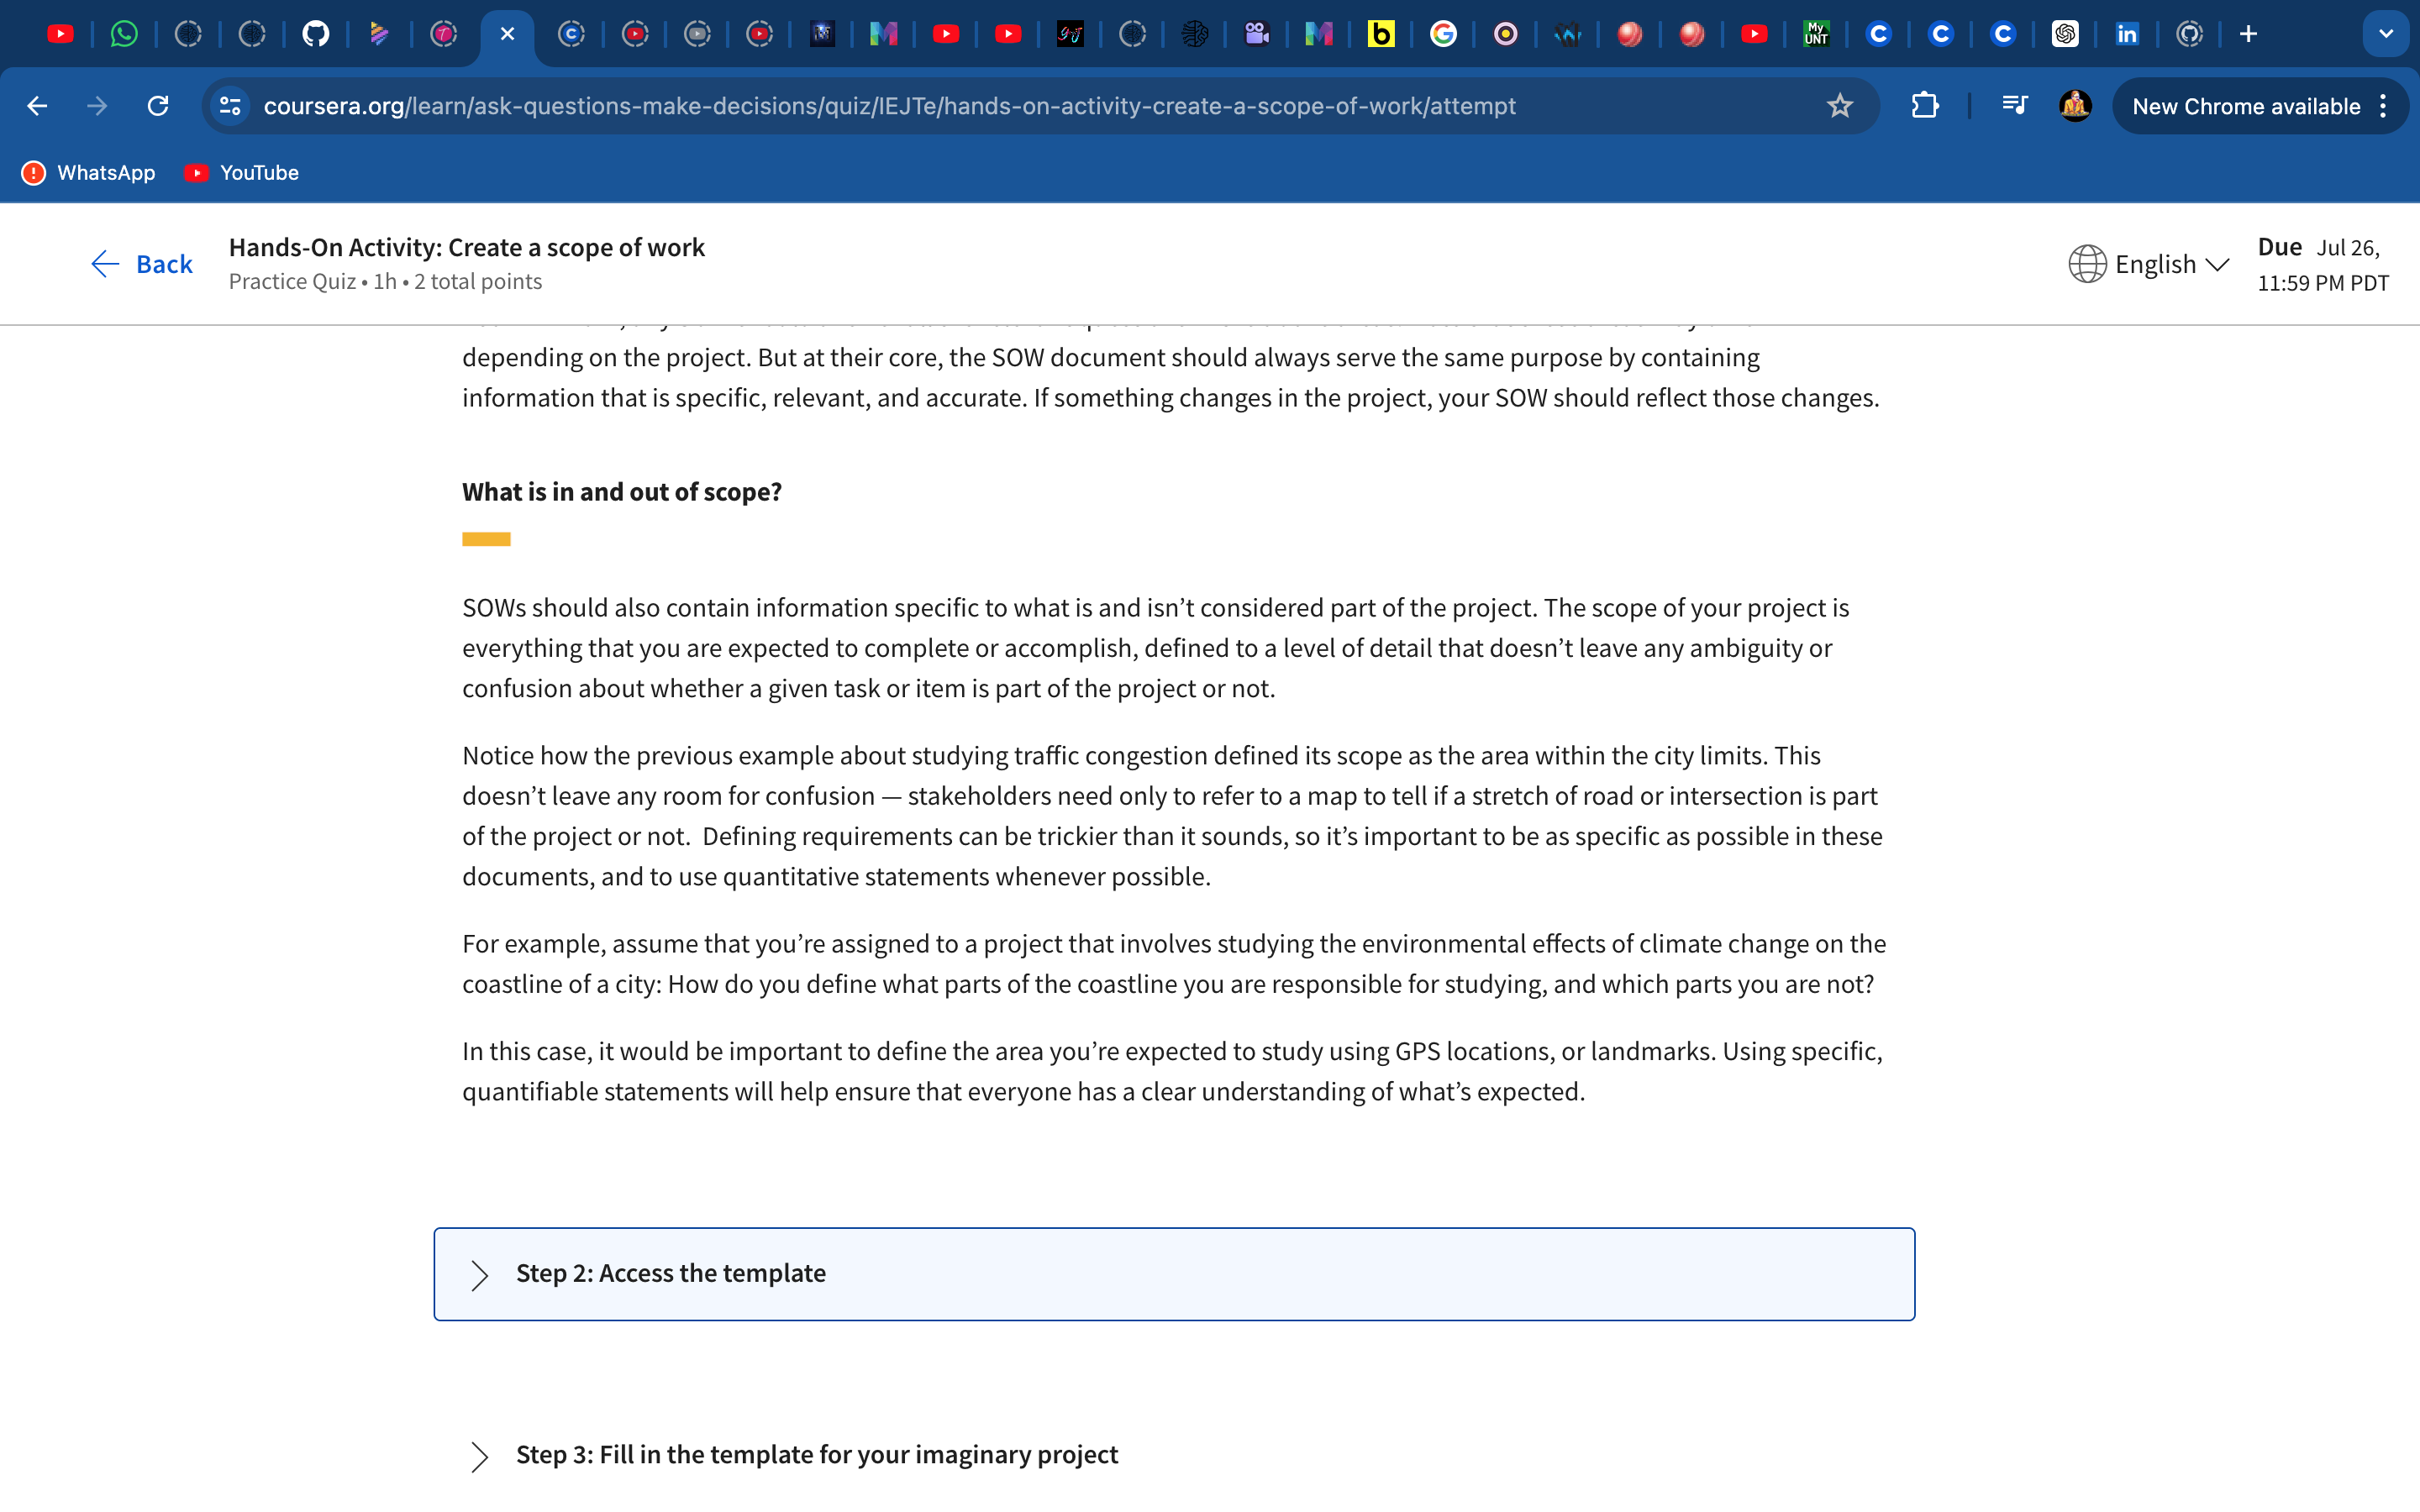 b
My
UNT
in
coursera.org/learn/ask-questions-make-decisions/quiz/IEJTe/hands-on-activity-create-a-scope-of-work/attempt
New Chrome available
WhatsApp
YouTube
Back
Hands-On Activity: Create a scope of work
Practice Quiz • 1h • 2 total points
English
Due Jul 26,
11:59 PM PDT
depending on the project. But at their core, the SOW document should always serve the same purpose by containing
information that is specific, relevant, and accurate. If something changes in the project, your SOW should reflect those changes.
What is in and out of scope?
SOWs should also contain information specific to what is and isn’t considered part of the project. The scope of your project is
everything that you are expected to complete or accomplish, defined to a level of detail that doesn’t leave any ambiguity or
confusion about whether a given task or item is part of the project or not.
Notice how the previous example about studying traffic congestion defined its scope as the area within the city limits. This
doesn’t leave any room for confusion — stakeholders need only to refer to a map to tell if a stretch of road or intersection is part
of the project or not.  Defining requirements can be trickier than it sounds, so it’s important to be as specific as possible in these
documents, and to use quantitative statements whenever possible.
For example, assume that you’re assigned to a project that involves studying the environmental effects of climate change on the
coastline of a city: How do you define what parts of the coastline you are responsible for studying, and which parts you are not?
In this case, it would be important to define the area you’re expected to study using GPS locations, or landmarks. Using specific,
quantifiable statements will help ensure that everyone has a clear understanding of what’s expected.
Step 2: Access the template
Step 3: Fill in the template for your imaginary project